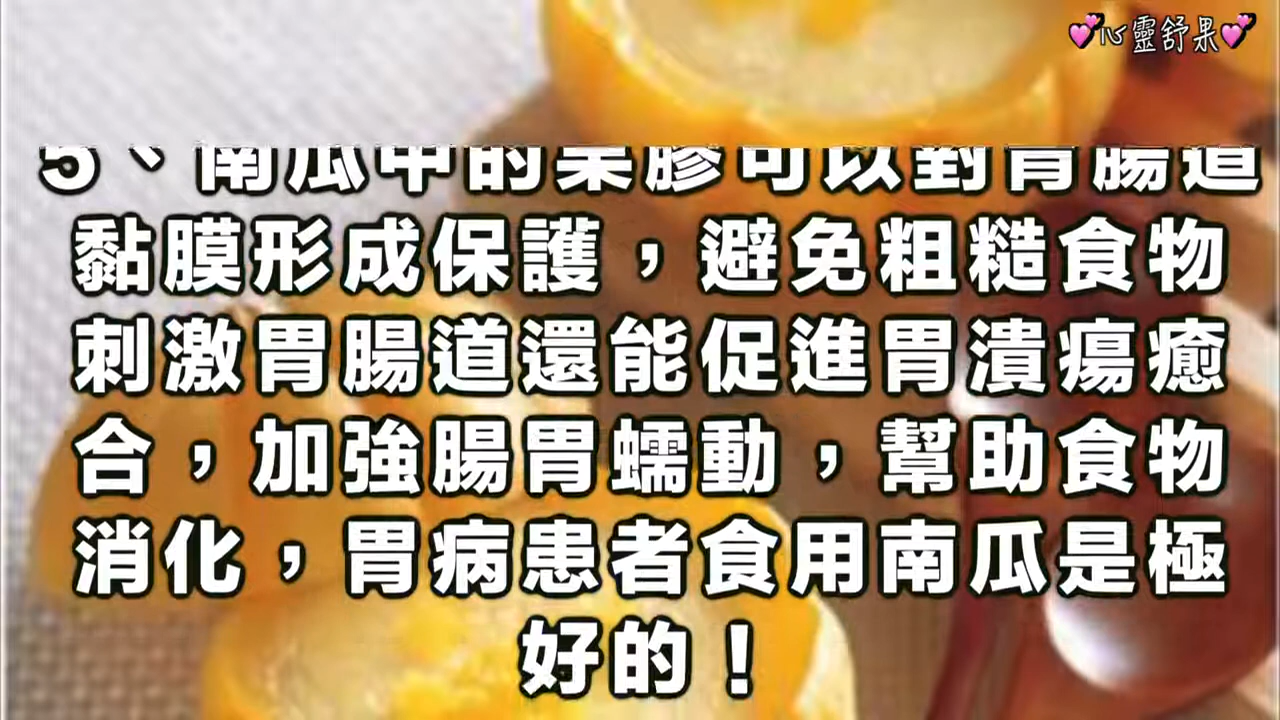 💕心靈舒果💕
5、南瓜中的果膠可以對胃腸道
黏膜形成保護，避免粗糙食物
刺激胃腸道還能促進胃潰瘍癒
合，加強腸胃蠕動，幫助食物
消化，胃病患者食用南瓜是極
好的！